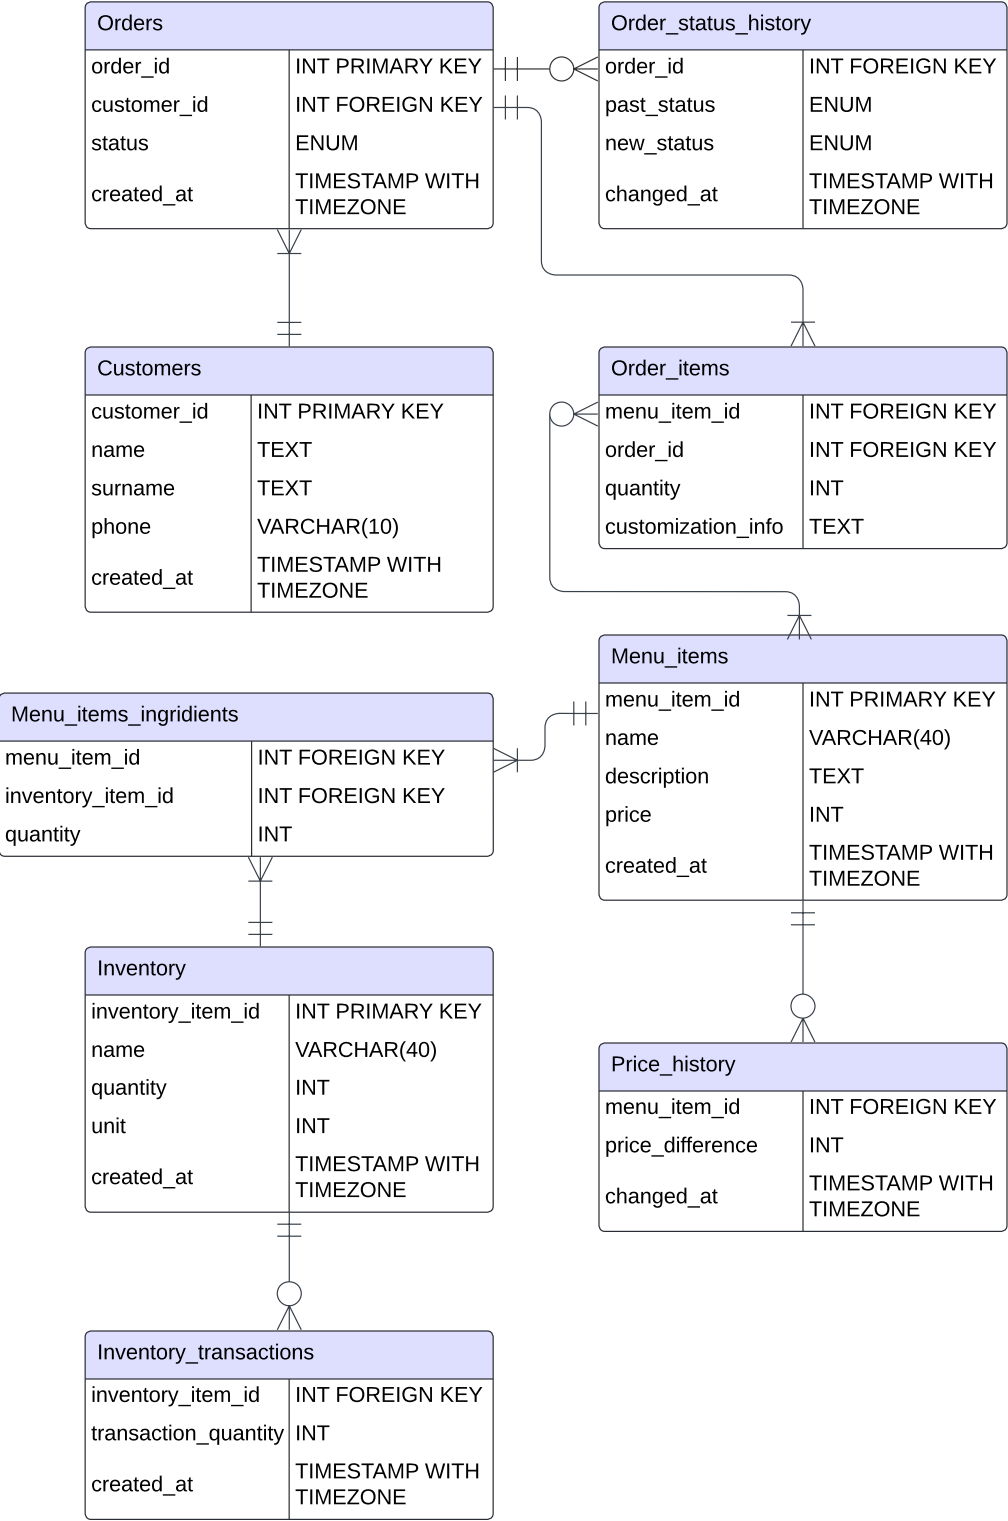 Orders
order_id INT PRIMARY KEY
customer_id INT FOREIGN KEY
status ENUM
created_at TIMESTAMP WITH
TIMEZONE
Order_status_history
order_id INT FOREIGN KEY
past_status ENUM
new_status ENUM
changed_at TIMESTAMP WITH
TIMEZONE
Customers
customer_id INT PRIMARY KEY
name TEXT
surname TEXT
phone VARCHAR(10)
created_at TIMESTAMP WITH
TIMEZONE
Order_items
menu_item_id INT FOREIGN KEY
order_id INT FOREIGN KEY
quantity INT
customization_info TEXT
Menu_items
menu_item_id INT PRIMARY KEY
name VARCHAR(40)
description TEXT
price INT
created_at TIMESTAMP WITH
TIMEZONE
Menu_items_ingridients
menu_item_id INT FOREIGN KEY
inventory_item_id INT FOREIGN KEY
quantity INT
Inventory
inventory_item_id INT PRIMARY KEY
name VARCHAR(40)
quantity INT
unit INT
created_at TIMESTAMP WITH
TIMEZONE
Price_history
menu_item_id INT FOREIGN KEY
price_difference INT
changed_at TIMESTAMP WITH
TIMEZONE
Inventory_transactions
inventory_item_id INT FOREIGN KEY
transaction_quantity INT
created_at TIMESTAMP WITH
TIMEZONE